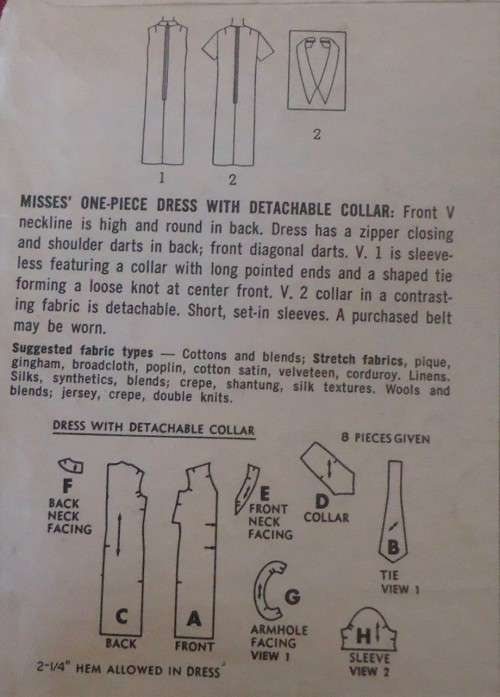 1
2
2
MISSES' ONE-PIECE DRESS WITH DETACHABLE COLLAR: Front V
neckline is high and round in back. Dress has a zipper closing
and shoulder darts in back; front diagonal darts. V. 1 is sleeve-
less featuring a collar with long pointed ends and a shaped tie
forming a loose knot at center front. V. 2 collar in a contrast-
ing fabric is detachable. Short, set-in sleeves. A purchased belt
may be worn.
Suggested fabric types — Cottons and blends; Stretch fabrics, pique,
gingham, broadcloth, poplin, cotton satin, velveteen, corduroy. Linens.
Silks, synthetics, blends; crepe, shantung, silk textures. Wools and
blends; jersey, crepe, double knits.
DRESS WITH DETACHABLE COLLAR
8 PIECES GIVEN
F
BACK
NECK
FACING
C
BACK
A
FRONT
E
FRONT
NECK
FACING
D
COLLAR
B
TIE
VIEW 1
G
ARMHOLE
FACING
VIEW 1
H
SLEEVE
VIEW 2
2-1/4" HEM ALLOWED IN DRESS